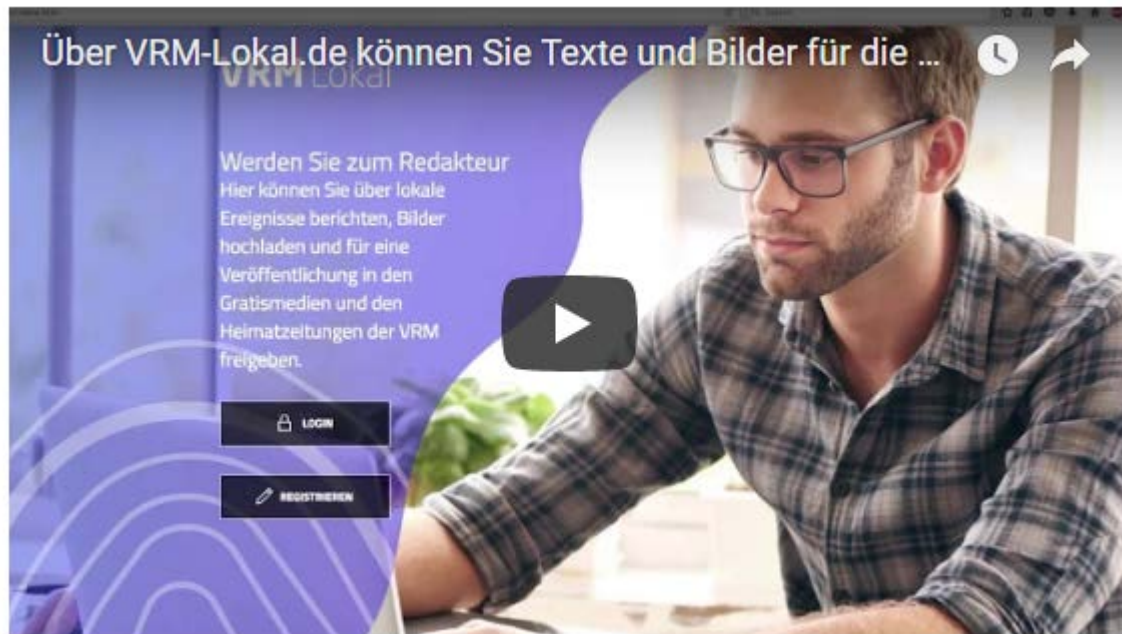 Über VRM-Lokal.de können Sie Texte und Bilder für die ...
VRM Lokal
Werden Sie zum Redakteur
Hier können Sie über lokale
Ereignisse berichten, Bilder
hochladen und für eine
Veröffentlichung in den
Gratismedien und den
Heimatzeitungen der VRM
freigeben.
LOGIN
REGISTRIEREN